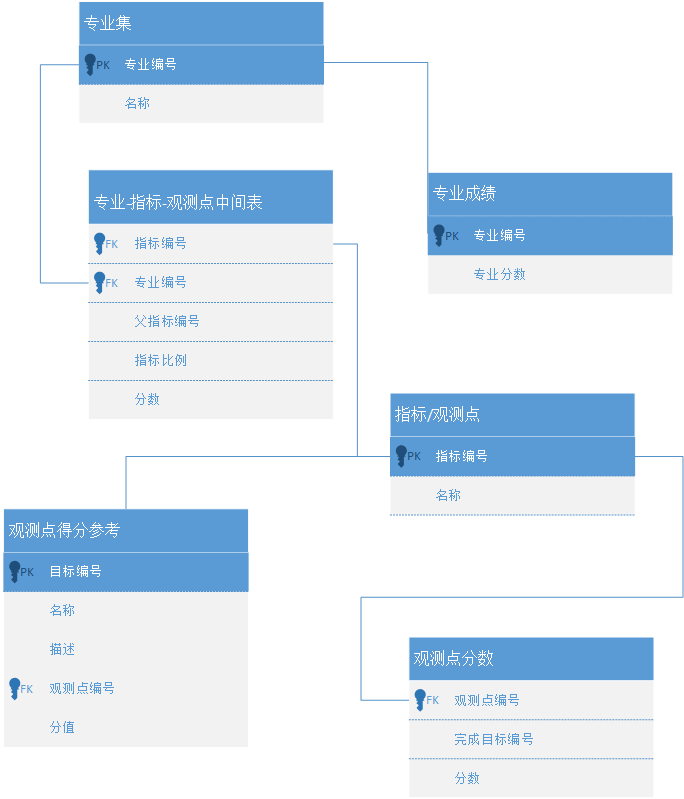 专业集
PK 专业编号
名称
专业-指标-观测点中间表
FK 指标编号
FK 专业编号
父指标编号
指标比例
分数
专业成绩
PK 专业编号
专业分数
指标/观测点
PK 指标编号
名称
观测点得分参考
PK 目标编号
名称
描述
FK 观测点编号
分值
观测点分数
FK 观测点编号
完成目标编号
分数